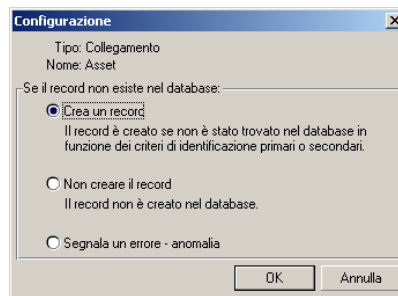 Configurazione
Tipo: Collegamento
Nome: Asset
Se il record non esiste nel database:
Crea un record
Il record è creato se non è stato trovato nel database in
funzione dei criteri di identificazione primari o secondari.
Non creare il record
Il record non è creato nel database.
Segnala un errore - anomalia
OK Annulla